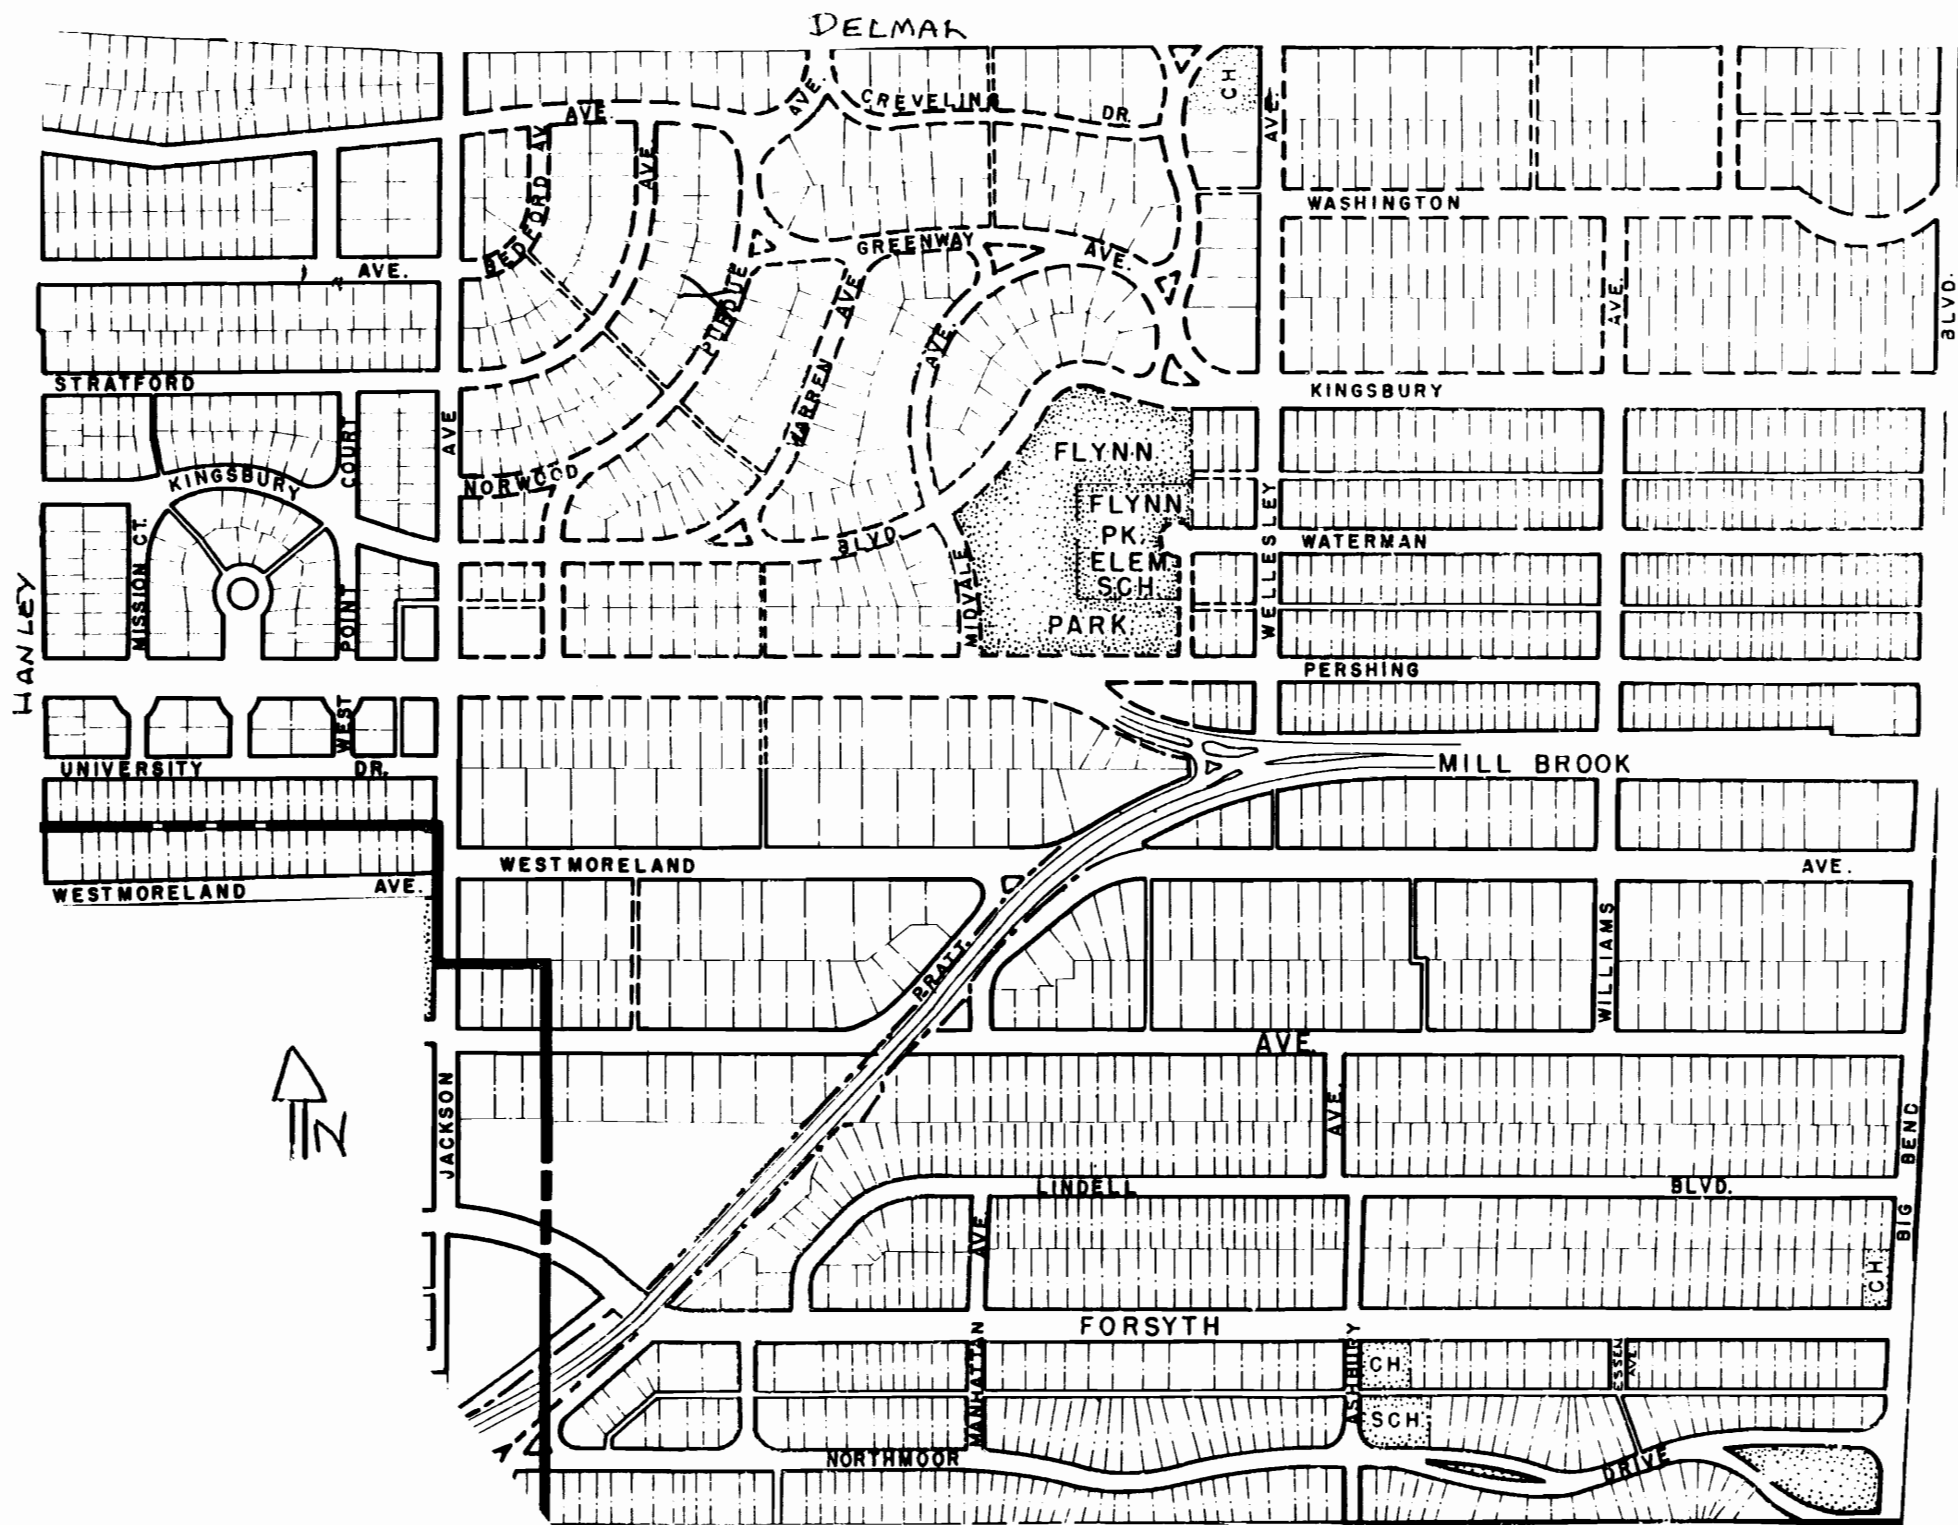 DELMAR
CH
AVE.
CREVELING
DR.
AVE.
AVE.
BEDFORD AV.
AVE.
WASHINGTON
GREENWAY
AVE.
AVE.
PURDUE
AVE.
AVE.
BLVD.
STRATFORD
AVE.
WARREN
KINGSBURY
COURT
AVE
KINGSBURY
NORWOOD
FLYNN
FLYNN
PK.
ELEM.
SCH.
PARK
WELLESLEY
BLVD.
WATERMAN
MISSION CT.
MIDVALE
HANLEY
POINT
PERSHING
WEST
UNIVERSITY
DR.
MILL BROOK
WESTMORELAND
AVE.
WESTMORELAND
AVE.
WILLIAMS
PRATT
AVE.
N
JACKSON
AVE.
BIG BEND
LINDELL
BLVD.
AVE.
CH.
FORSYTH
MANHATTAN
ASHBURY
CH.
ESSEX
AVE.
SCH.
NORTHMOOR
DRIVE